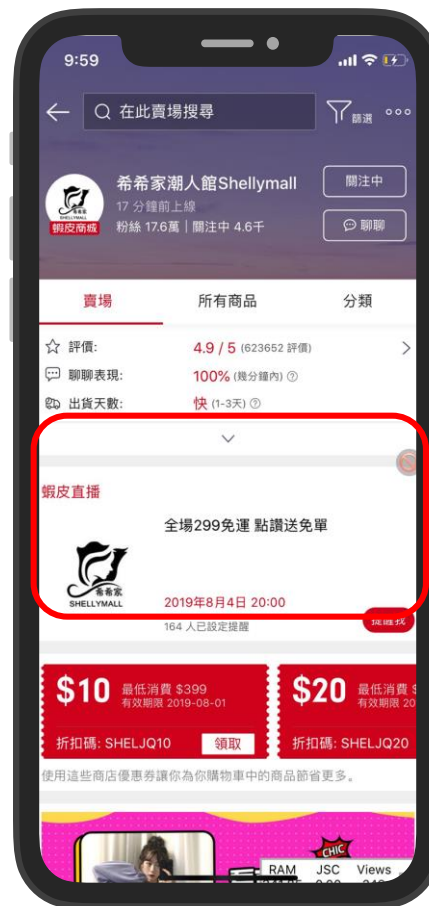 9:59
在此賣場搜尋
篩選
希希家潮人館Shellymall
關注中
17 分鐘前上線
希希家
SHELLYMALL
蝦皮商城
粉絲 17.6萬 | 關注中 4.6千
聊聊
賣場 所有商品 分類
評價: 4.9 / 5 (623652 評價)
聊聊表現: 100% (幾分鐘內)
出貨天數: 快 (1-3天)
蝦皮直播
全場299免運 點讚送免單
希希家
SHELLYMALL
2019年8月4日 20:00
164 人已設定提醒
提醒我
$10 最低消費 $399
有效期限 2019-08-01
折扣碼: SHELJQ10 領取
$20 最低消費 $
有效期限 20
折扣碼: SHELJQ20
使用這些商店優惠券讓你為你購物車中的商品節省更多。
CHIC
RAM JSC Views